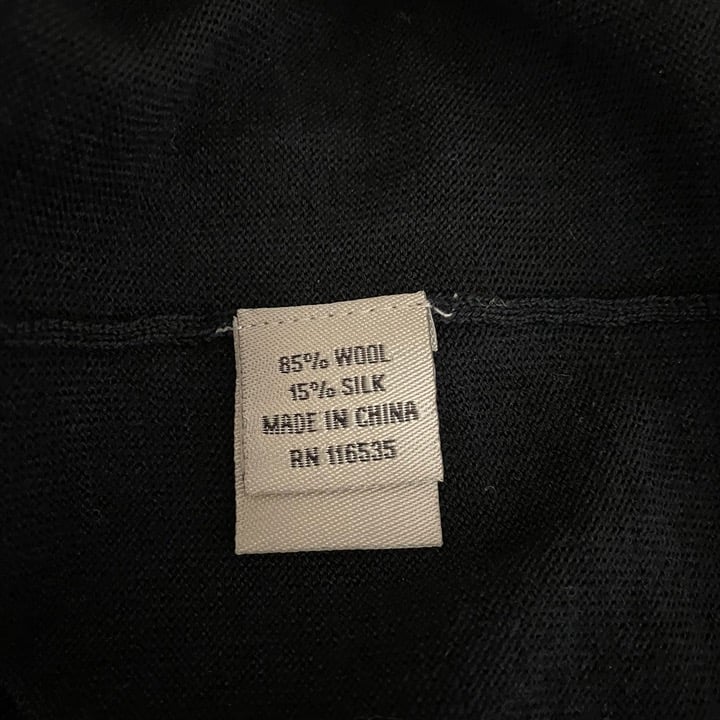 85% WOOL
15% SILK
MADE IN CHINA
RN 116535